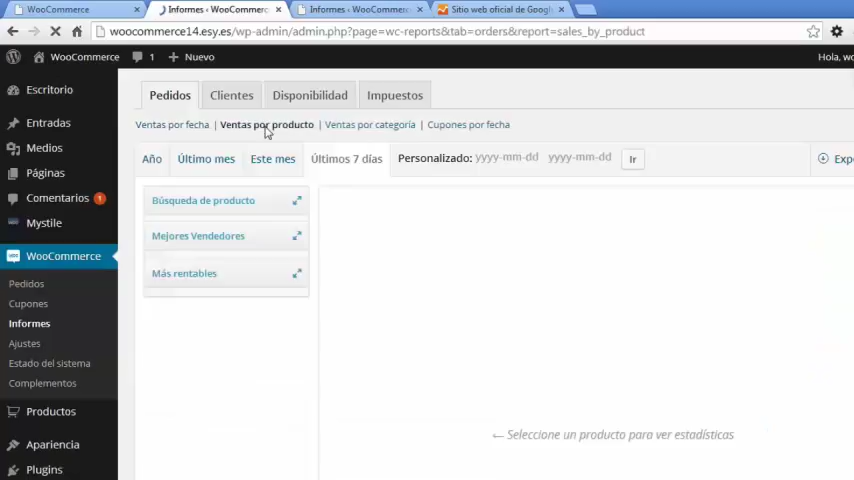 WooCommerce
Informes ‹ WooCommerc
Informes ‹ WooCommerce
Sitio web oficial de Google
woocommerce14.esy.es/wp-admin/admin.php?page=wc-reports&tab=orders&report=sales_by_product
WooCommerce 1 Nuevo
Hola, wo
Escritorio
Entradas
Medios
Páginas
Comentarios 1
Mystile
WooCommerce
Pedidos
Cupones
Informes
Ajustes
Estado del sistema
Complementos
Productos
Apariencia
Plugins
Pedidos Clientes Disponibilidad Impuestos
Ventas por fecha | Ventas por producto | Ventas por categoría | Cupones por fecha
Año Último mes Este mes Últimos 7 días Personalizado: yyyy-mm-dd yyyy-mm-dd Ir Expo
Búsqueda de producto
Mejores Vendedores
Más rentables
← Seleccione un producto para ver estadísticas